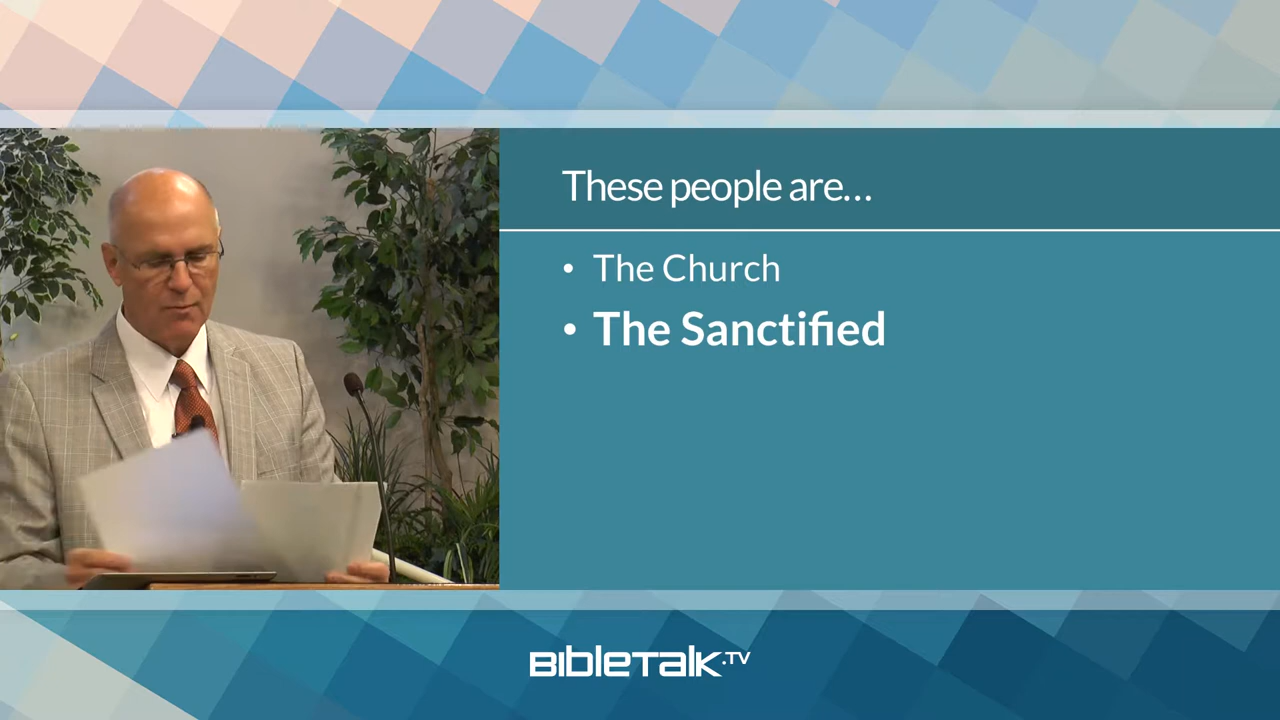 These people are...
• The Church
• The Sanctified
BIBLETALK.TV